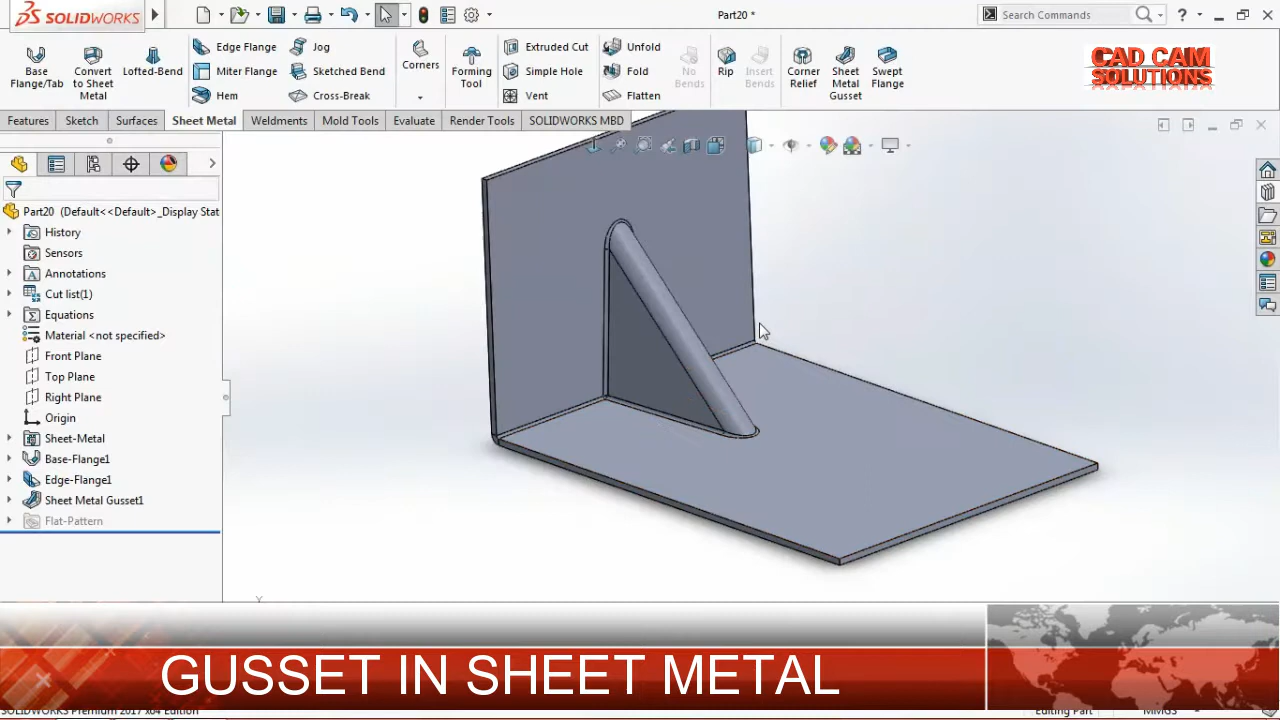 SOLIDWORKS
Part20 *
Search Commands
?
Base
Flange/Tab
Convert
to Sheet
Metal
Lofted-Bend
Edge Flange
Miter Flange
Hem
Jog
Sketched Bend
Cross-Break
Corners
Forming
Tool
Extruded Cut
Simple Hole
Vent
Unfold
Fold
Flatten
No
Bends
Rip
Insert
Bends
Corner
Relief
Sheet
Metal
Gusset
Swept
Flange
CAD CAM
SOLUTIONS
Features
Sketch
Surfaces
Sheet Metal
Weldments
Mold Tools
Evaluate
Render Tools
SOLIDWORKS MBD
Part20 (Default<<Default>_Display Stat
History
Sensors
Annotations
Cut list(1)
Equations
Material <not specified>
Front Plane
Top Plane
Right Plane
Origin
Sheet-Metal
Base-Flange1
Edge-Flange1
Sheet Metal Gusset1
Flat-Pattern
GUSSET IN SHEET METAL
SOLIDWORKS Premium 2017 x64 Edition
Editing Part
MMGS